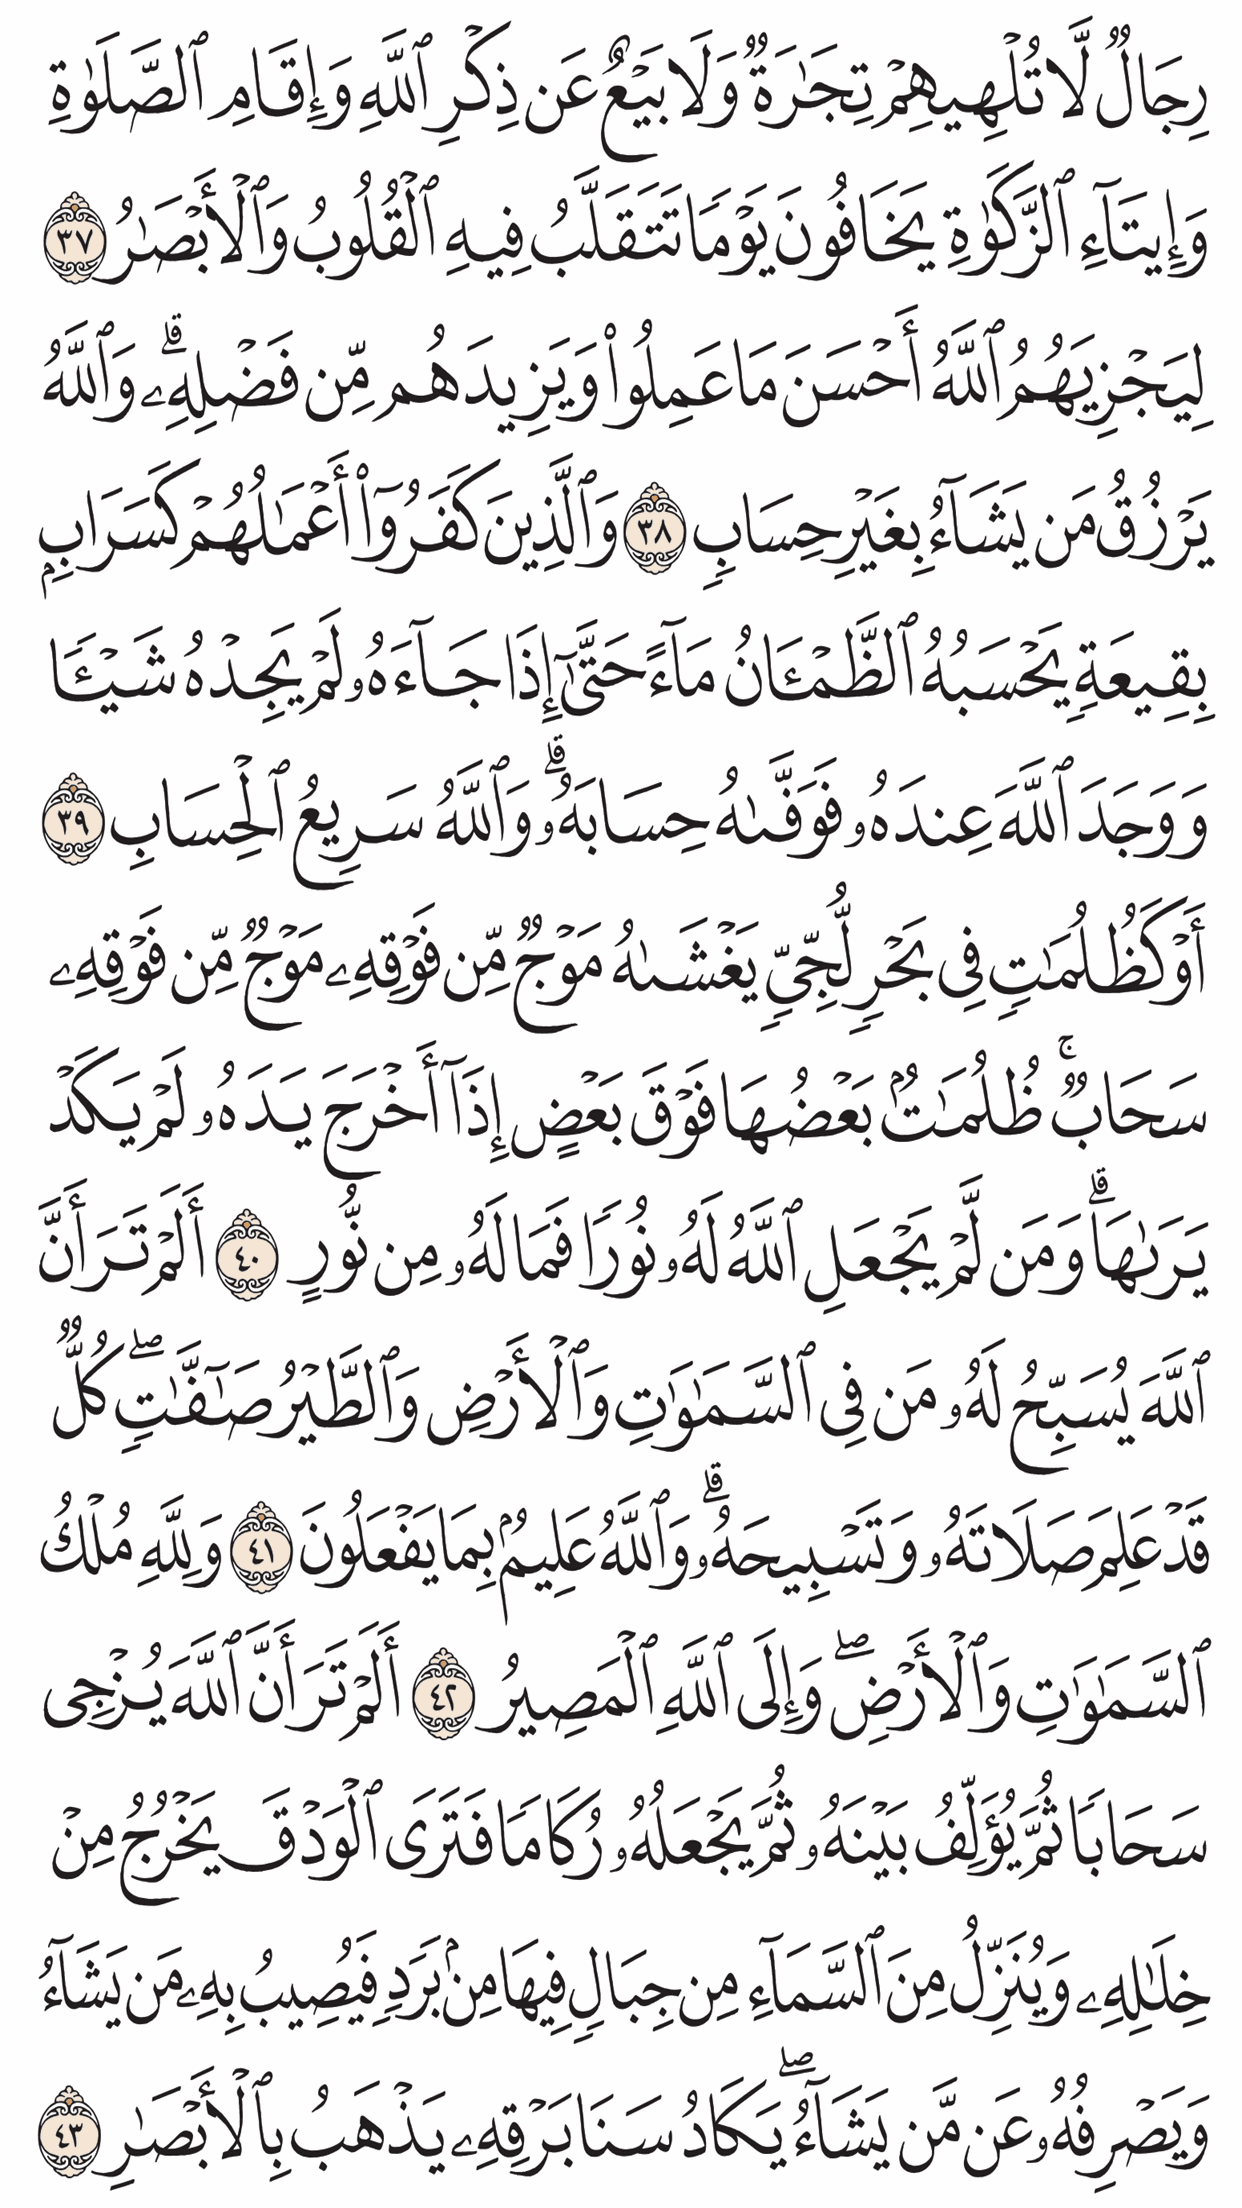 رِجَالٌ لَّا تُلْهِيهِمْ تِجَٰرَةٌ وَلَا بَيْعٌ عَن ذِكْرِ ٱللَّهِ وَإِقَامِ ٱلصَّلَوٰةِ
وَإِيتَآءِ ٱلزَّكَوٰةِ يَخَافُونَ يَوْمًا تَتَقَلَّبُ فِيهِ ٱلْقُلُوبُ وَٱلْأَبْصَٰرُ ٣٧
لِيَجْزِيَهُمُ ٱللَّهُ أَحْسَنَ مَا عَمِلُوا۟ وَيَزِيدَهُم مِّن فَضْلِهِۦ ۗ وَٱللَّهُ
يَرْزُقُ مَن يَشَآءُ بِغَيْرِ حِسَابٍ ٣٨ وَٱلَّذِينَ كَفَرُوٓا۟ أَعْمَٰلُهُمْ كَسَرَابٍۭ
بِقِيعَةٍ يَحْسَبُهُ ٱلظَّمْـَٔانُ مَآءً حَتَّىٰٓ إِذَا جَآءَهُۥ لَمْ يَجِدْهُ شَيْـًٔا
وَوَجَدَ ٱللَّهَ عِندَهُۥ فَوَفَّىٰهُ حِسَابَهُۥ ۗ وَٱللَّهُ سَرِيعُ ٱلْحِسَابِ ٣٩
أَوْ كَظُلُمَٰتٍ فِى بَحْرٍ لُّجِّىٍّ يَغْشَىٰهُ مَوْجٌ مِّن فَوْقِهِۦ مَوْجٌ مِّن فَوْقِهِۦ
سَحَابٌ ۚ ظُلُمَٰتٌۢ بَعْضُهَا فَوْقَ بَعْضٍ إِذَآ أَخْرَجَ يَدَهُۥ لَمْ يَكَدْ
يَرَىٰهَا ۗ وَمَن لَّمْ يَجْعَلِ ٱللَّهُ لَهُۥ نُورًا فَمَا لَهُۥ مِن نُّورٍ ٤٠ أَلَمْ تَرَ أَنَّ
ٱللَّهَ يُسَبِّحُ لَهُۥ مَن فِى ٱلسَّمَٰوَٰتِ وَٱلْأَرْضِ وَٱلطَّيْرُ صَٰٓفَّٰتٍ ۖ كُلٌّ
قَدْ عَلِمَ صَلَاتَهُۥ وَتَسْبِيحَهُۥ ۗ وَٱللَّهُ عَلِيمٌۢ بِمَا يَفْعَلُونَ ٤١ وَلِلَّهِ مُلْكُ
ٱلسَّمَٰوَٰتِ وَٱلْأَرْضِ ۖ وَإِلَى ٱللَّهِ ٱلْمَصِيرُ ٤٢ أَلَمْ تَرَ أَنَّ ٱللَّهَ يُزْجِى
سَحَابًا ثُمَّ يُؤَلِّفُ بَيْنَهُۥ ثُمَّ يَجْعَلُهُۥ رُكَامًا فَتَرَى ٱلْوَدْقَ يَخْرُجُ مِنْ
خِلَٰلِهِۦ وَيُنَزِّلُ مِنَ ٱلسَّمَآءِ مِن جِبَالٍ فِيهَا مِنۢ بَرَدٍ فَيُصِيبُ بِهِۦ مَن يَشَآءُ
وَيَصْرِفُهُۥ عَن مَّن يَشَآءُ ۖ يَكَادُ سَنَا بَرْقِهِۦ يَذْهَبُ بِٱلْأَبْصَٰرِ ٤٣